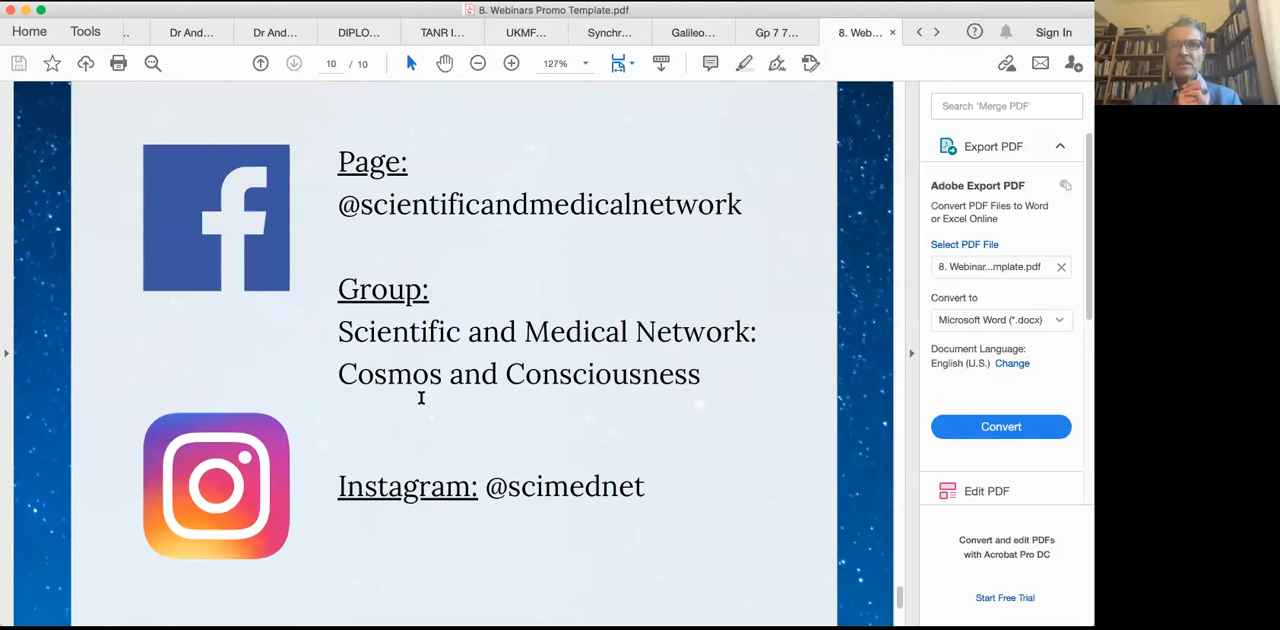 8. Webinars Promo Template.pdf
Home Tools ... Dr And... Dr And... DIPLO... TANR I... UKMF... Synchr... Galileo... Gp 7 7... 8. Web... × Sign In
10 / 10 127%
Page:
@scientificandmedicalnetwork
Group:
Scientific and Medical Network:
Cosmos and Consciousness
Instagram: @scimednet
Search 'Merge PDF'
Export PDF
Adobe Export PDF
Convert PDF Files to Word
or Excel Online
Select PDF File
8. Webinar...mplate.pdf
Convert to
Microsoft Word (*.docx)
Document Language:
English (U.S.) Change
Convert
Edit PDF
Convert and edit PDFs
with Acrobat Pro DC
Start Free Trial